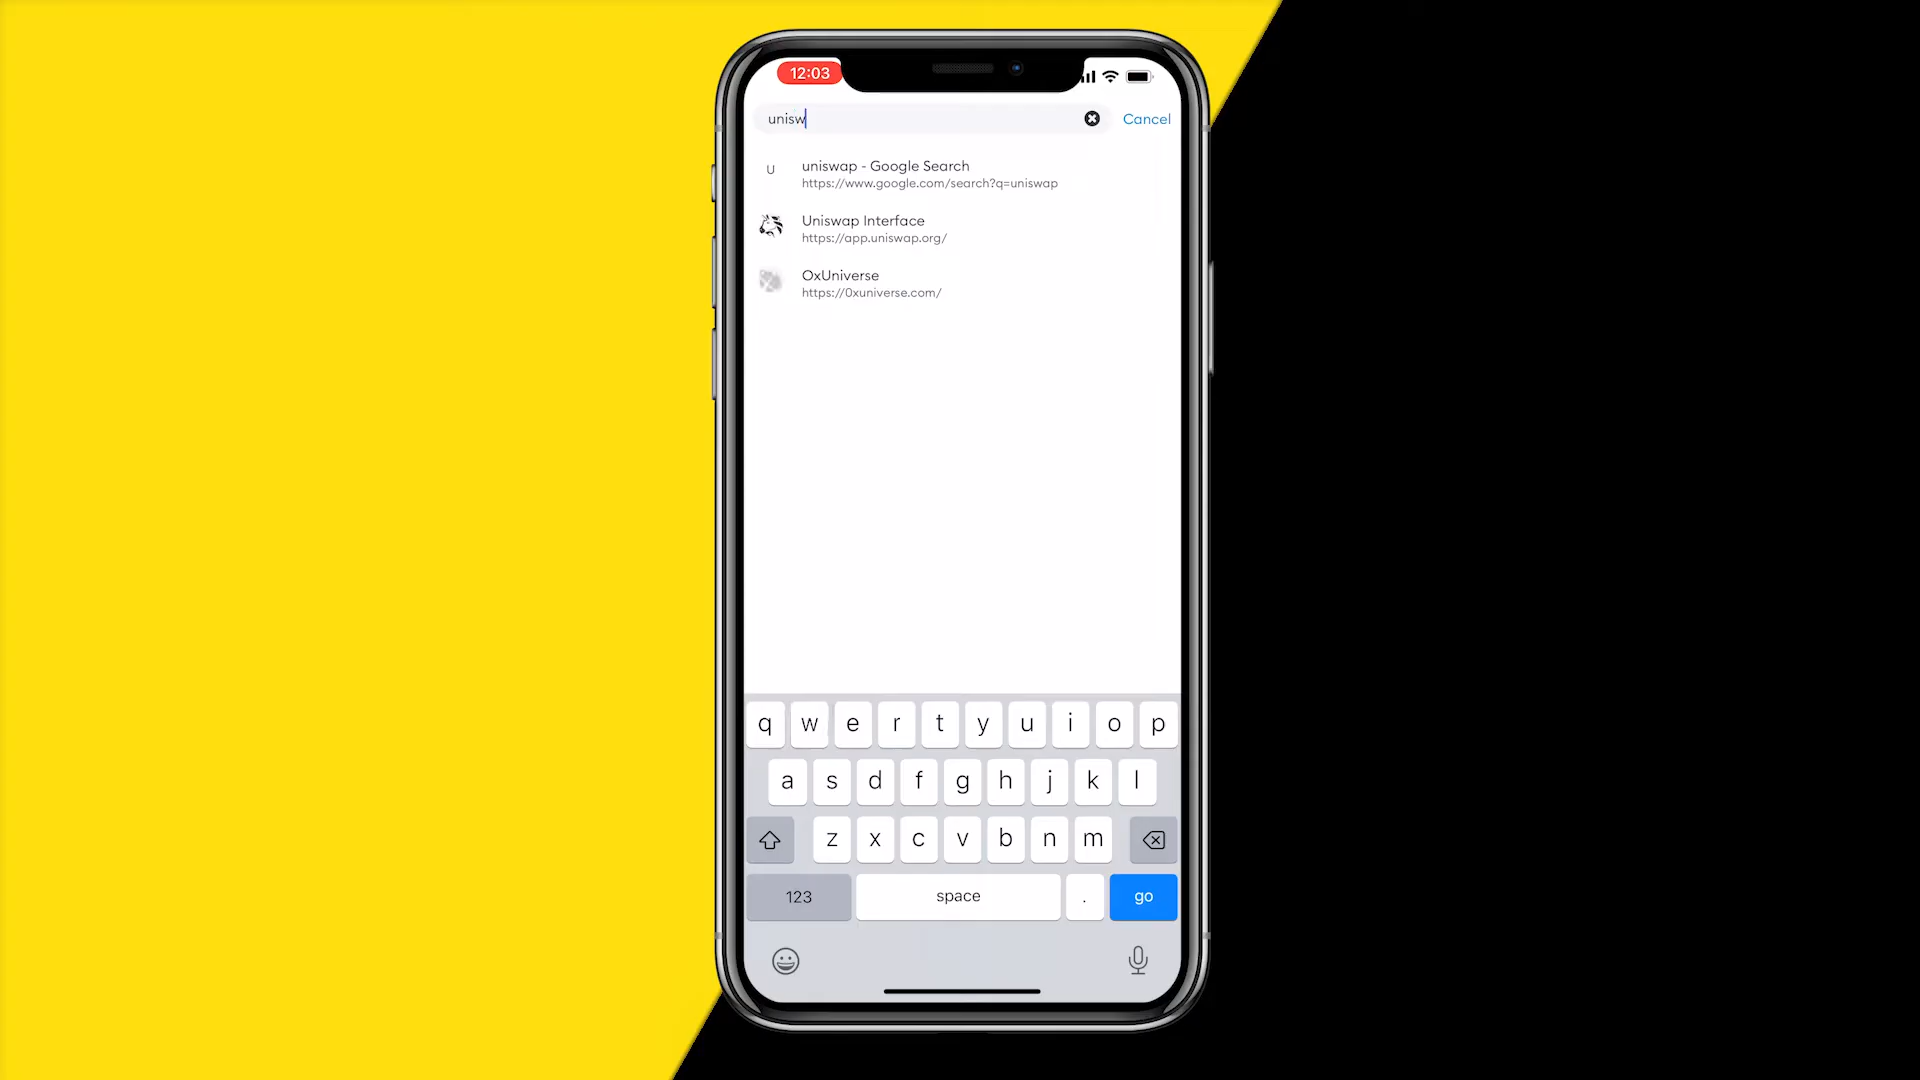 12:03
unisw
Cancel
U
uniswap - Google Search
https://www.google.com/search?q=uniswap
Uniswap Interface
https://app.uniswap.org/
OxUniverse
https://0xuniverse.com/
q w e r t y u i o p
a s d f g h j k l
z x c v b n m
123 space . go